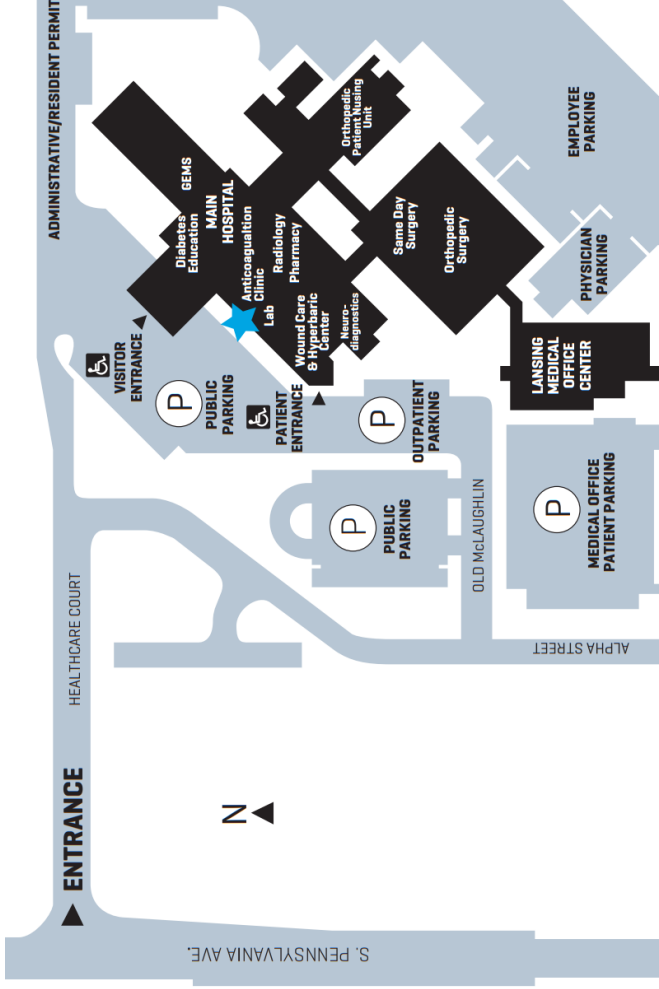 ADMINISTRATIVE/RESIDENT PERMIT
GEMS
Diabetes
Education
MAIN
HOSPITAL
Anticoagualtion
Clinic
Lab
Radiology
Pharmacy
Wound Care
& Hyperbaric
Center
Neuro-
diagnostics
Orthopedic
Patient Nusing
Unit
Same Day
Surgery
Orthopedic
Surgery
EMPLOYEE
PARKING
PHYSICIAN
PARKING
LANSING
MEDICAL
OFFICE
CENTER
VISITOR
ENTRANCE
P
PUBLIC
PARKING
PATIENT
ENTRANCE
P
OUTPATIENT
PARKING
P
PUBLIC
PARKING
P
MEDICAL OFFICE
PATIENT PARKING
OLD McLAUGHLIN
ALPHA STREET
HEALTHCARE COURT
ENTRANCE
N
S. PENNSYLVANIA AVE.